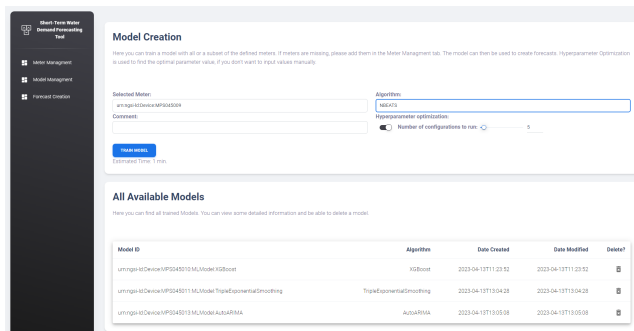 Short-Term Water
Demand Forecasting
Tool
Meter Managment
Model Managment
Forecast Creation
Model Creation
Here you can train a model with all or a subset of the defined meters. If meters are missing, please add them in the Meter Managment tab. The model can then be used to create forecasts. Hyperparameter Optimization
is used to find the optimal parameter value, if you don't want to input values manually.
Selected Meter:
Algorithm:
urn:ngsi-ld:Device:MPS045009
NBEATS
Comment:
Hyperparameter optimization:
Number of configurations to run:
5
TRAIN MODEL
Estimated Time: 1 min.
All Available Models
Here you can find all trained Models. You can view some detailed information and be able to delete a model.
Model ID Algorithm Date Created Date Modified Delete?
urn:ngsi-ld:Device:MPS045010:MLModel:XGBoost XGBoost 2023-04-13T11:23:52 2023-04-13T11:23:52
urn:ngsi-ld:Device:MPS045011:MLModel:TripleExponentialSmoothing TripleExponentialSmoothing 2023-04-13T13:04:28 2023-04-13T13:04:28
urn:ngsi-ld:Device:MPS045013:MLModel:AutoARIMA AutoARIMA 2023-04-13T13:05:08 2023-04-13T13:05:08